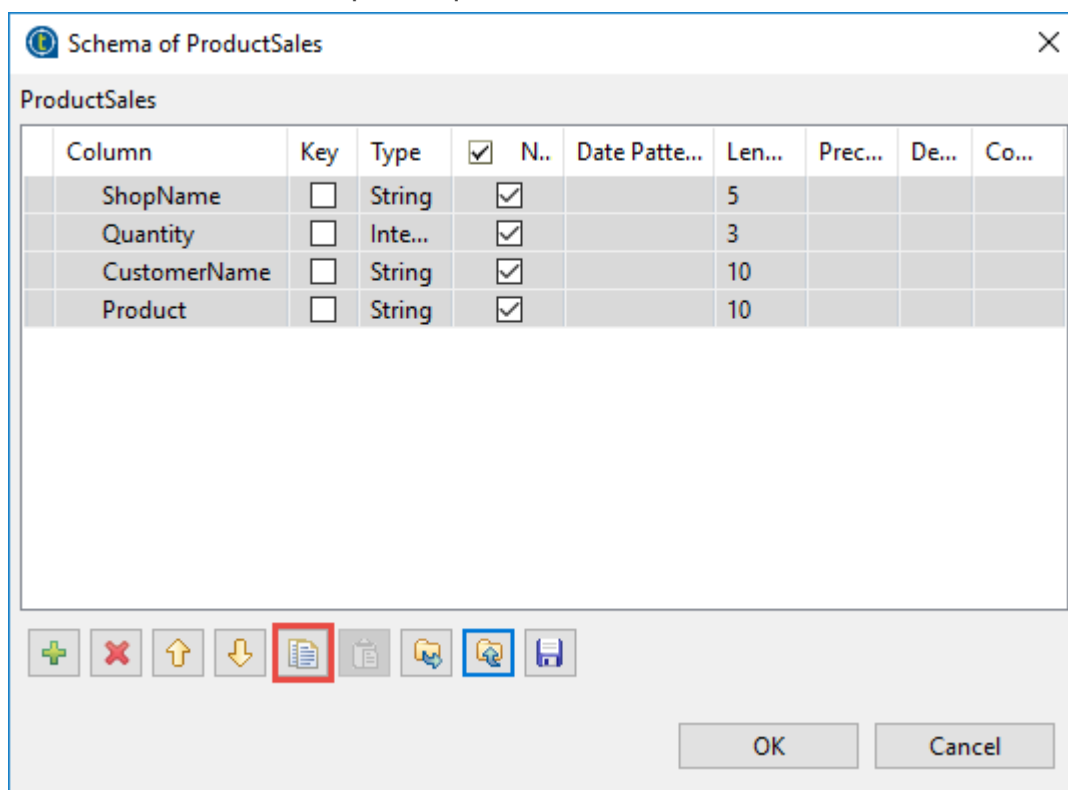 Schema of ProductSales
ProductSales
Column Key Type N.. Date Patte... Len... Prec... De... Co...
ShopName String 5
Quantity Inte... 3
CustomerName String 10
Product String 10
OK Cancel